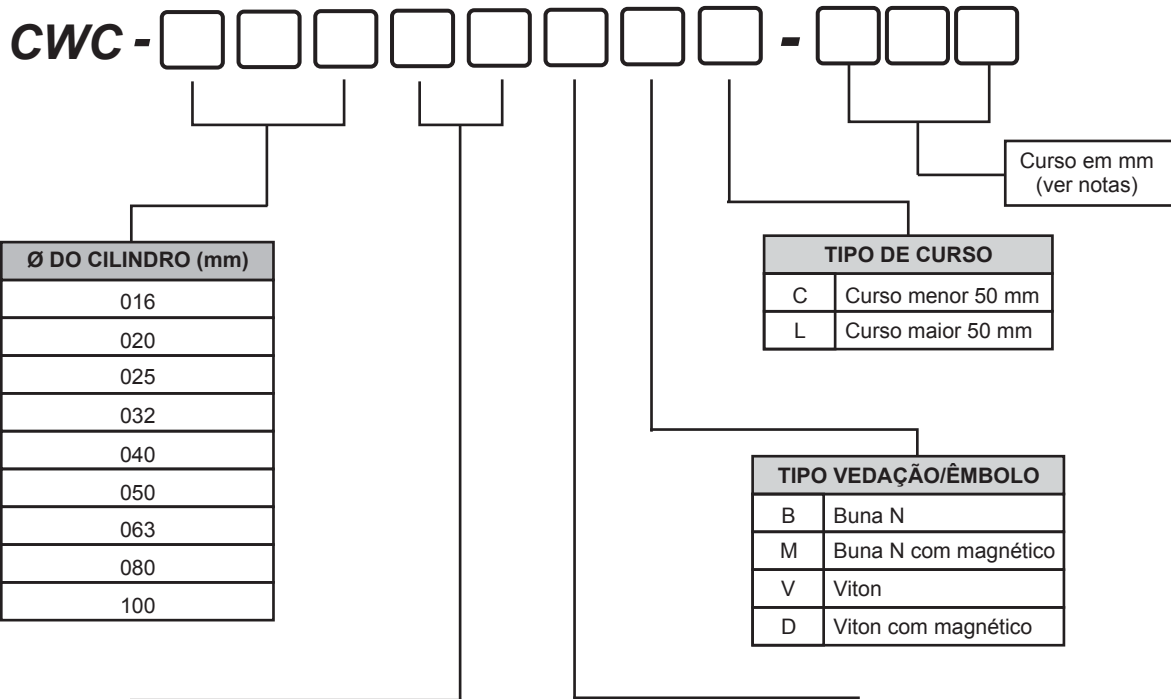 CWC - -
Curso em mm
(ver notas)
Ø DO CILINDRO (mm)
016
020
025
032
040
050
063
080
100
TIPO DE CURSO
C Curso menor 50 mm
L Curso maior 50 mm
TIPO VEDAÇÃO/ÊMBOLO
B Buna N
M Buna N com magnético
V Viton
D Viton com magnético